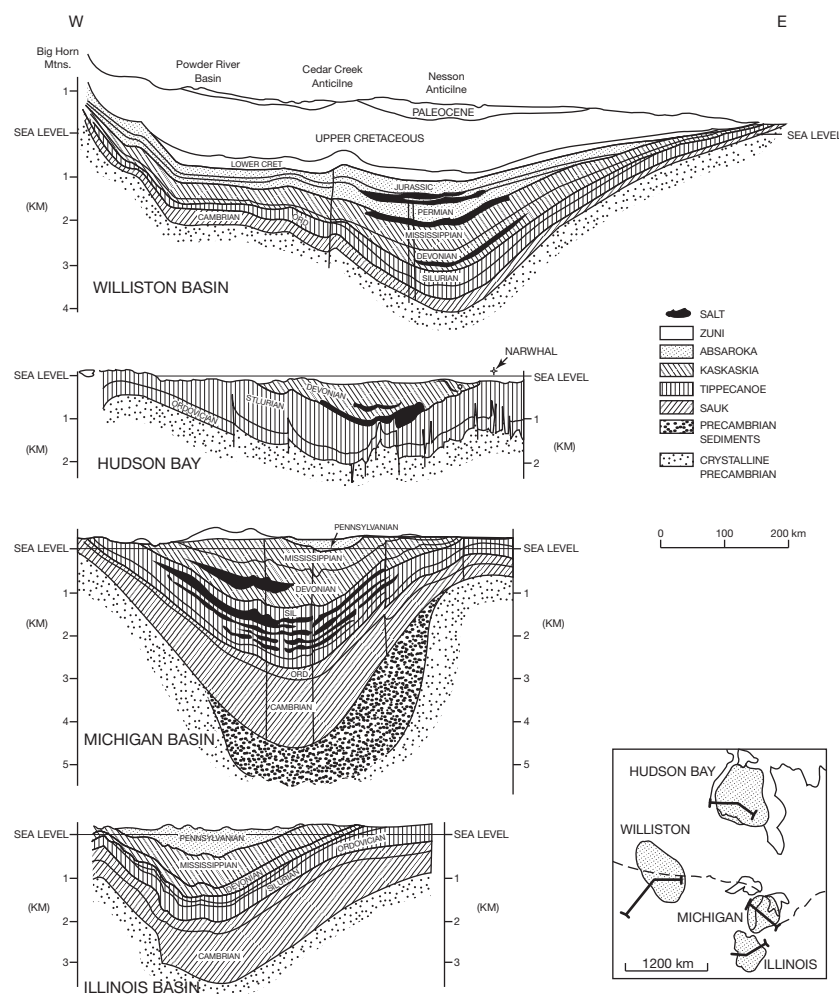 W
E
Big Horn
Mtns.
Powder River
Basin
Cedar Creek
Anticilne
Nesson
Anticilne
1
PALEOCENE
SEA LEVEL
SEA LEVEL
UPPER CRETACEOUS
LOWER CRET
1
JURASSIC
(KM)
2
PERMIAN
CAMBRIAN
ORD
MISSISSIPPIAN
DEVONIAN
3
SILURIAN
WILLISTON BASIN
4
SALT
ZUNI
ABSAROKA
KASKASKIA
TIPPECANOE
SAUK
PRECAMBRIAN
SEDIMENTS
CRYSTALLINE
PRECAMBRIAN
0 100 200 km
NARWHAL
SEA LEVEL
SEA LEVEL
DEVONIAN
SILURIAN
ORDOVICIAN
1
1
(KM)
(KM)
2
2
HUDSON BAY
PENNSYLVANIAN
SEA LEVEL
SEA LEVEL
MISSISSIPPIAN
DEVONIAN
1
1
SIL
(KM)
(KM)
2
2
ORD
3
3
CAMBRIAN
4
4
MICHIGAN BASIN
5
5
SEA LEVEL
SEA LEVEL
PENNSYLVANIAN
ORDOVICIAN
MISSISSIPPIAN
DEVONIAN
SILURIAN
1
1
(KM)
(KM)
2
2
CAMBRIAN
3
3
ILLINOIS BASIN
HUDSON BAY
WILLISTON
MICHIGAN
1200 km
ILLINOIS